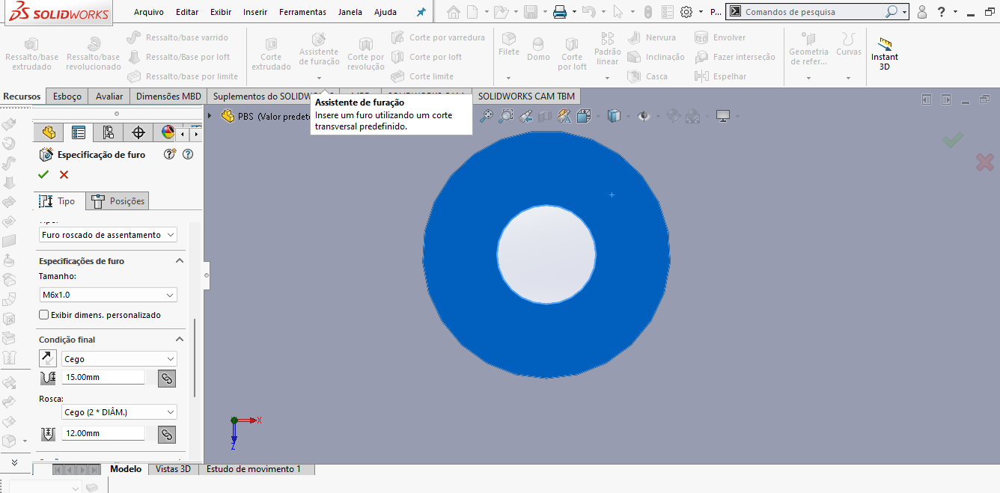 SOLIDWORKS
Arquivo Editar Exibir Inserir Ferramentas Janela Ajuda
P...
Comandos de pesquisa
Ressalto/base extrudado
Ressalto/base revolucionado
Ressalto/base varrido
Ressalto/Base por loft
Ressalto/base por limite
Corte extrudado
Assistente de furação
Corte por revolução
Corte por varredura
Corte por loft
Corte limite
Filete
Domo
Corte por loft
Padrão linear
Nervura
Inclinação
Casca
Envolver
Fazer interseção
Espelhar
Geometria de refer...
Curvas
Instant 3D
Recursos Esboço Avaliar Dimensões MBD Suplementos do SOLIDWORKS
SOLIDWORKS CAM TBM
Assistente de furação
Insere um furo utilizando um corte
transversal predefinido.
PBS (Valor predet
Especificação de furo
Tipo Posições
Tipo:
Furo roscado de assentamento
Especificações de furo
Tamanho:
M6x1.0
Exibir dimens. personalizado
Condição final
Cego
15.00mm
Rosca:
Cego (2 * DIÂM.)
12.00mm
X
Z
Modelo Vistas 3D Estudo de movimento 1